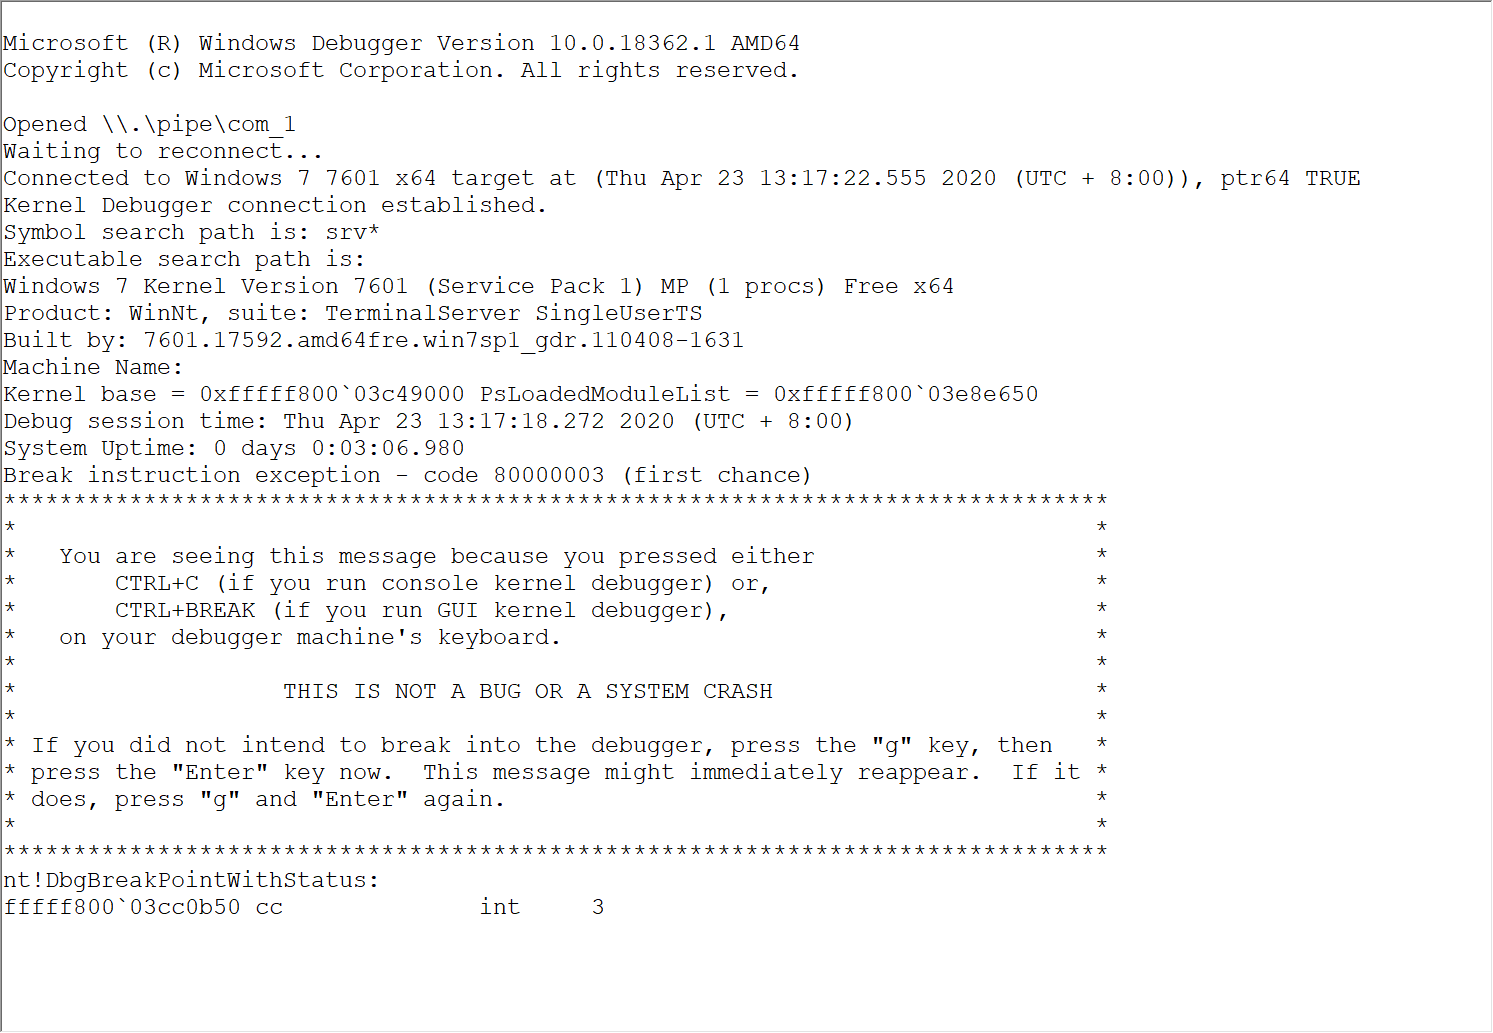 Microsoft (R) Windows Debugger Version 10.0.18362.1 AMD64
Copyright (c) Microsoft Corporation. All rights reserved.

Opened \\.\pipe\com_1
Waiting to reconnect...
Connected to Windows 7 7601 x64 target at (Thu Apr 23 13:17:22.555 2020 (UTC + 8:00)), ptr64 TRUE
Kernel Debugger connection established.
Symbol search path is: srv*
Executable search path is:
Windows 7 Kernel Version 7601 (Service Pack 1) MP (1 procs) Free x64
Product: WinNt, suite: TerminalServer SingleUserTS
Built by: 7601.17592.amd64fre.win7sp1_gdr.110408-1631
Machine Name:
Kernel base = 0xfffff800`03c49000 PsLoadedModuleList = 0xfffff800`03e8e650
Debug session time: Thu Apr 23 13:17:18.272 2020 (UTC + 8:00)
System Uptime: 0 days 0:03:06.980
Break instruction exception - code 80000003 (first chance)
*******************************************************************************
*                                                                             *
*   You are seeing this message because you pressed either                    *
*       CTRL+C (if you run console kernel debugger) or,                       *
*       CTRL+BREAK (if you run GUI kernel debugger),                          *
*   on your debugger machine's keyboard.                                      *
*                                                                             *
*                   THIS IS NOT A BUG OR A SYSTEM CRASH                       *
*                                                                             *
* If you did not intend to break into the debugger, press the "g" key, then   *
* press the "Enter" key now.  This message might immediately reappear.  If it *
* does, press "g" and "Enter" again.                                          *
*                                                                             *
*******************************************************************************
nt!DbgBreakPointWithStatus:
fffff800`03cc0b50 cc              int     3